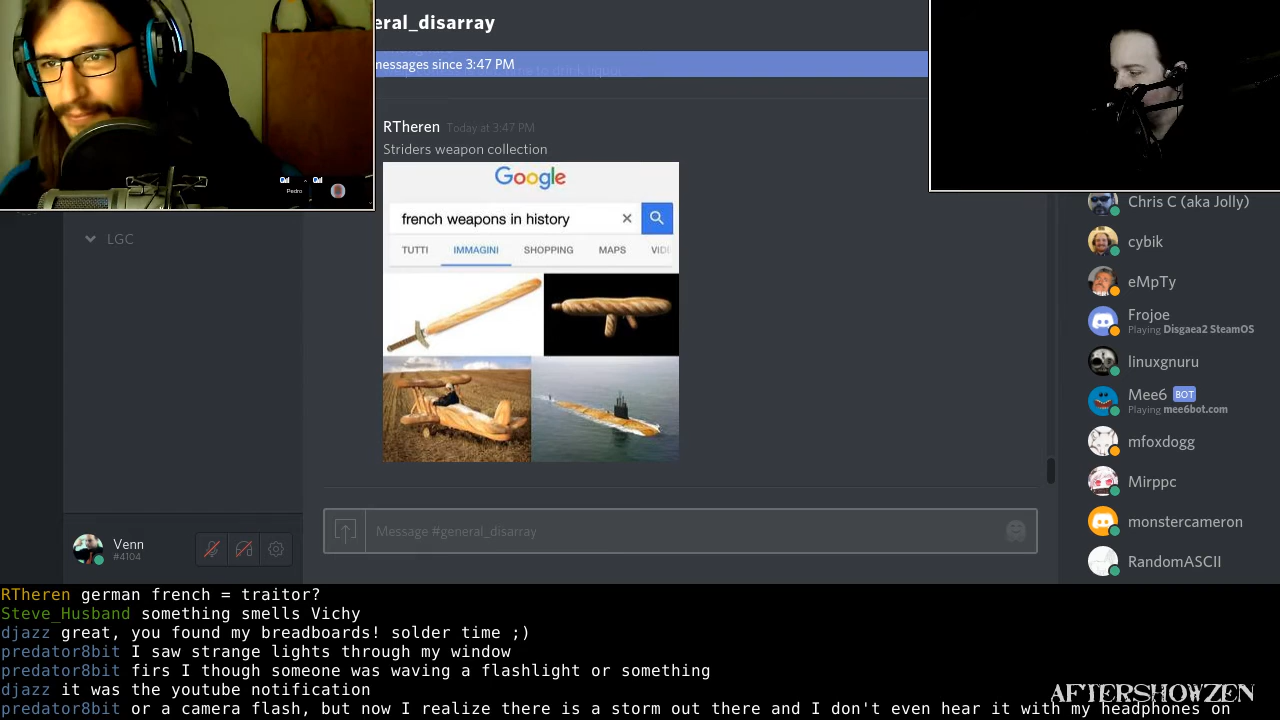 eral_disarray
messages since 3:47 PM
Pedro
RTheren Today at 3:47 PM
Striders weapon collection
Google
french weapons in history
TUTTI IMMAGINI SHOPPING MAPS VIDE
LGC
Chris C (aka Jolly)
cybik
eMpTy
Frojoe
Playing Disgaea2 SteamOS
linuxgnuru
Mee6 BOT
Playing mee6bot.com
mfoxdogg
Mirppc
monstercameron
RandomASCII
Venn
#4104
Message #general_disarray
RTheren german french = traitor?
Steve_Husband something smells Vichy
djazz great, you found my breadboards! solder time ;)
predator8bit I saw strange lights through my window
predator8bit firs I though someone was waving a flashlight or something
djazz it was the youtube notification
predator8bit or a camera flash, but now I realize there is a storm out there and I don't even hear it with my headphones on
AFTERSHOWZEN